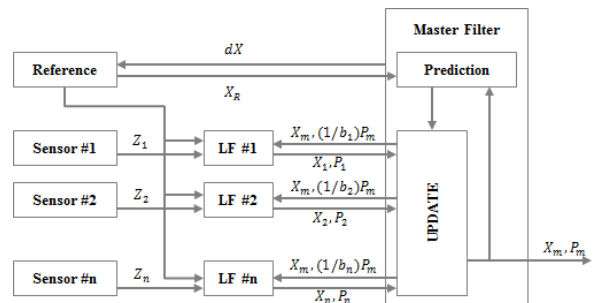 Master Filter
dX
Reference
Prediction
X_R
Sensor #1
Z_1
LF #1
X_m, (1/b_1)P_m
X_1, P_1
Sensor #2
Z_2
LF #2
X_m, (1/b_2)P_m
X_2, P_2
UPDATE
X_m, P_m
Sensor #n
Z_n
LF #n
X_m, (1/b_n)P_m
X_n, P_n